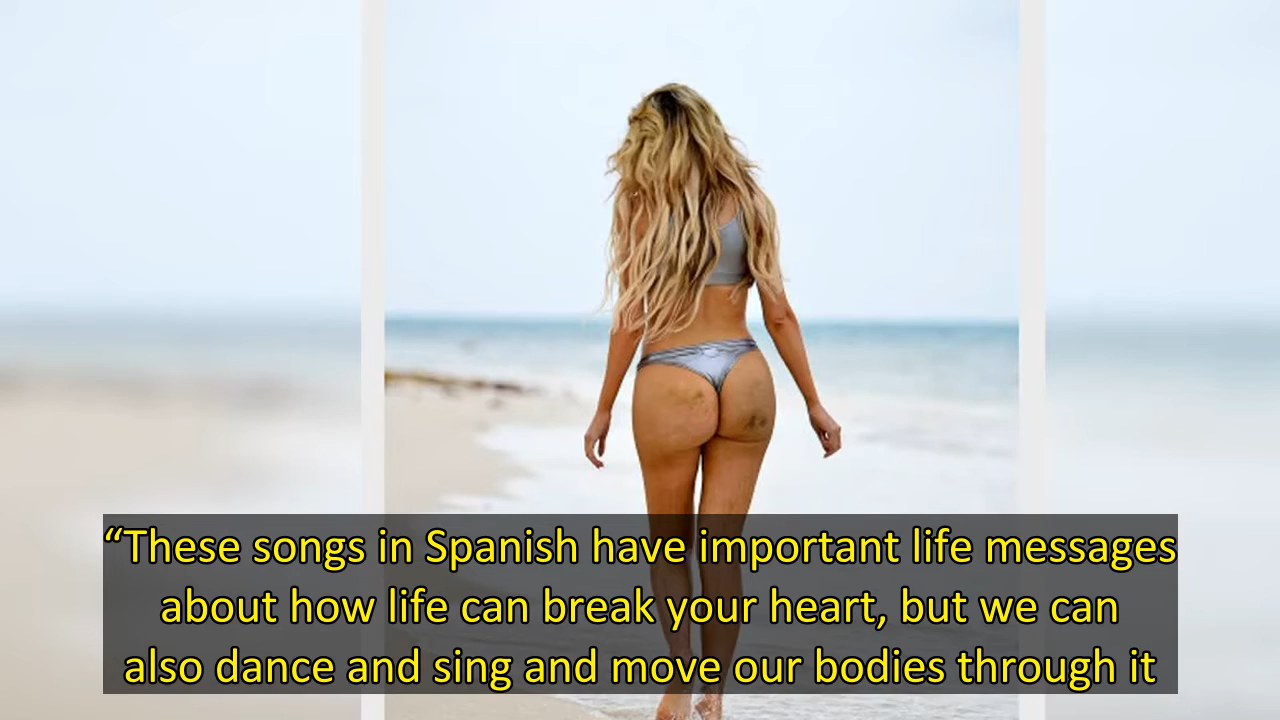 “These songs in Spanish have important life messages
about how life can break your heart, but we can
also dance and sing and move our bodies through it